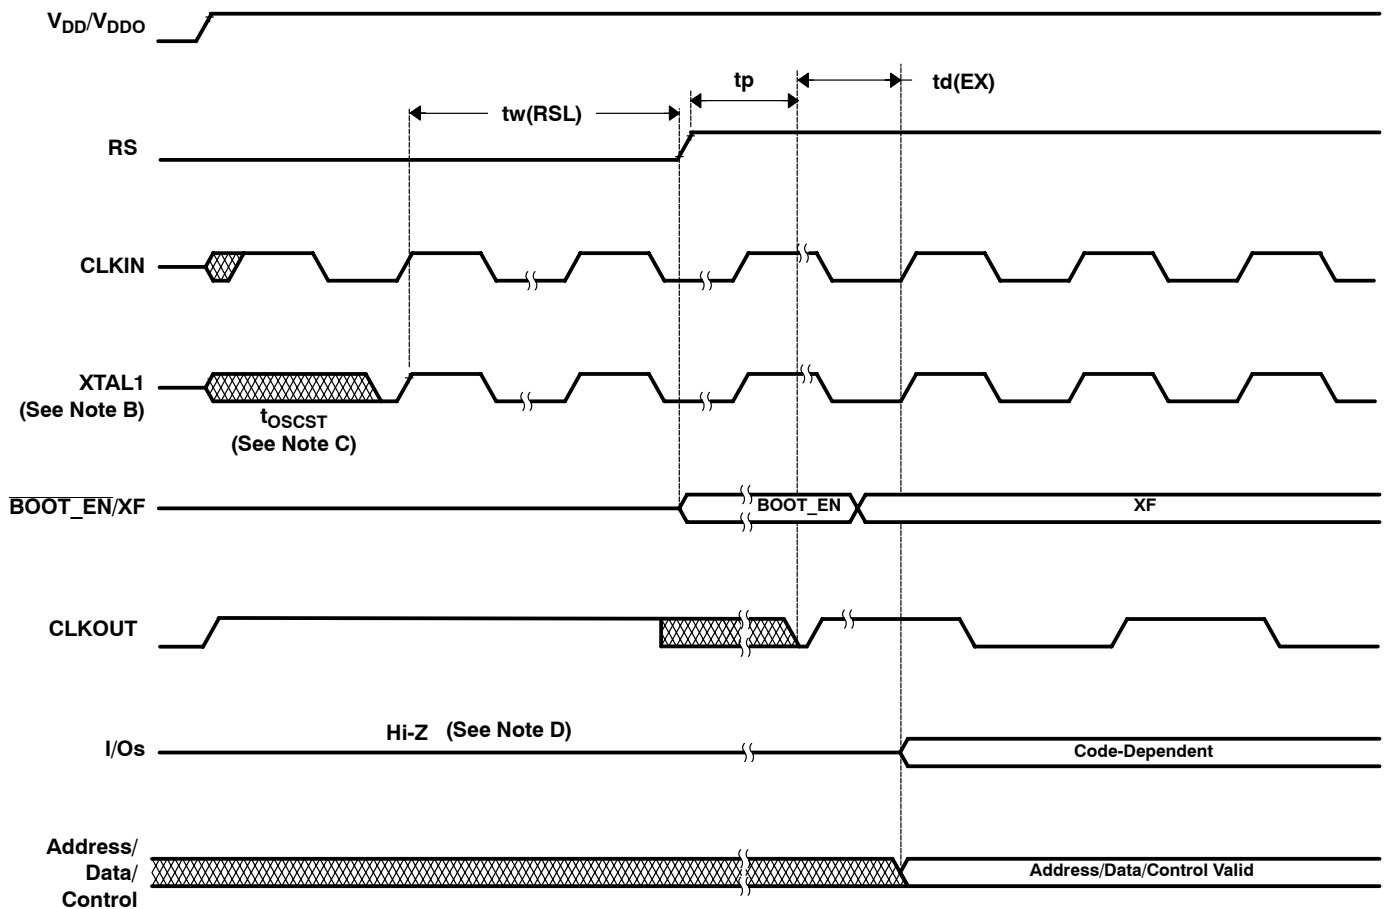 VDD/VDDO
tp
td(EX)
tw(RSL)
RS
CLKIN
XTAL1
(See Note B)
tOSCST
(See Note C)
BOOT_EN/XF
BOOT_EN
XF
CLKOUT
Hi-Z (See Note D)
I/Os
Code-Dependent
Address/
Data/
Control
Address/Data/Control Valid